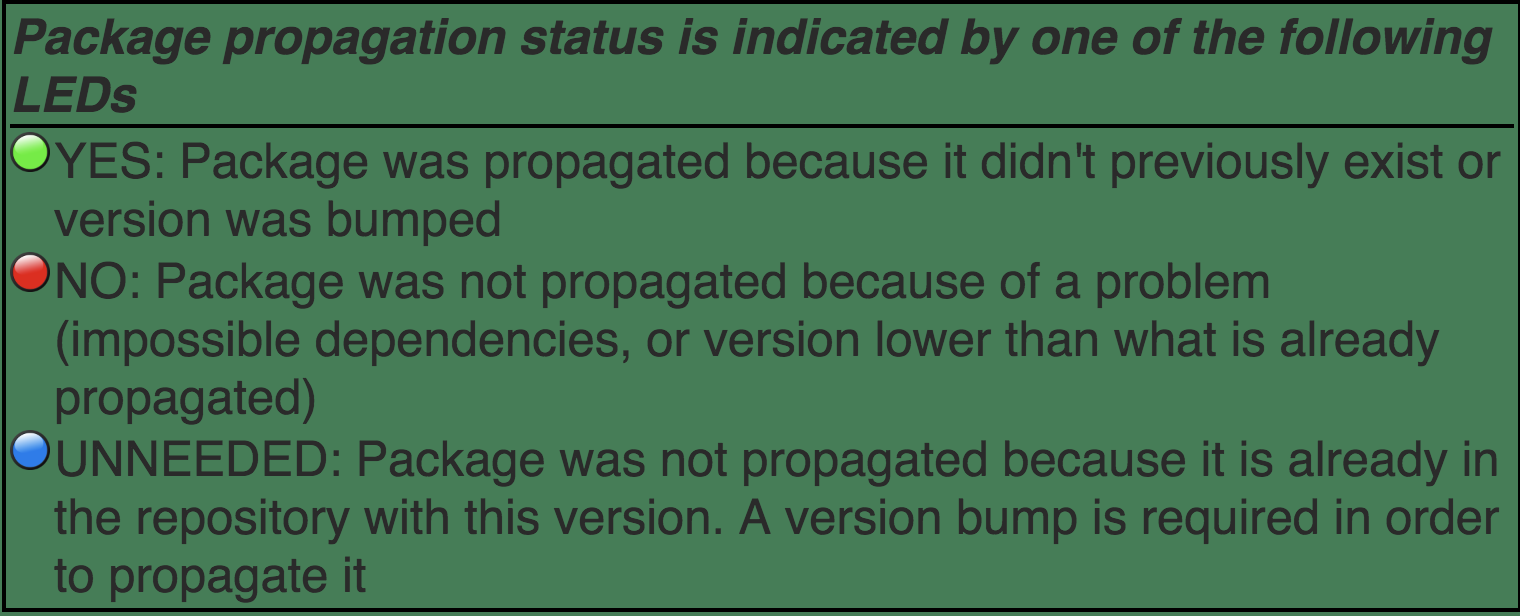 Package propagation status is indicated by one of the following
LEDs
YES: Package was propagated because it didn't previously exist or
version was bumped
NO: Package was not propagated because of a problem
(impossible dependencies, or version lower than what is already
propagated)
UNNEEDED: Package was not propagated because it is already in
the repository with this version. A version bump is required in order
to propagate it